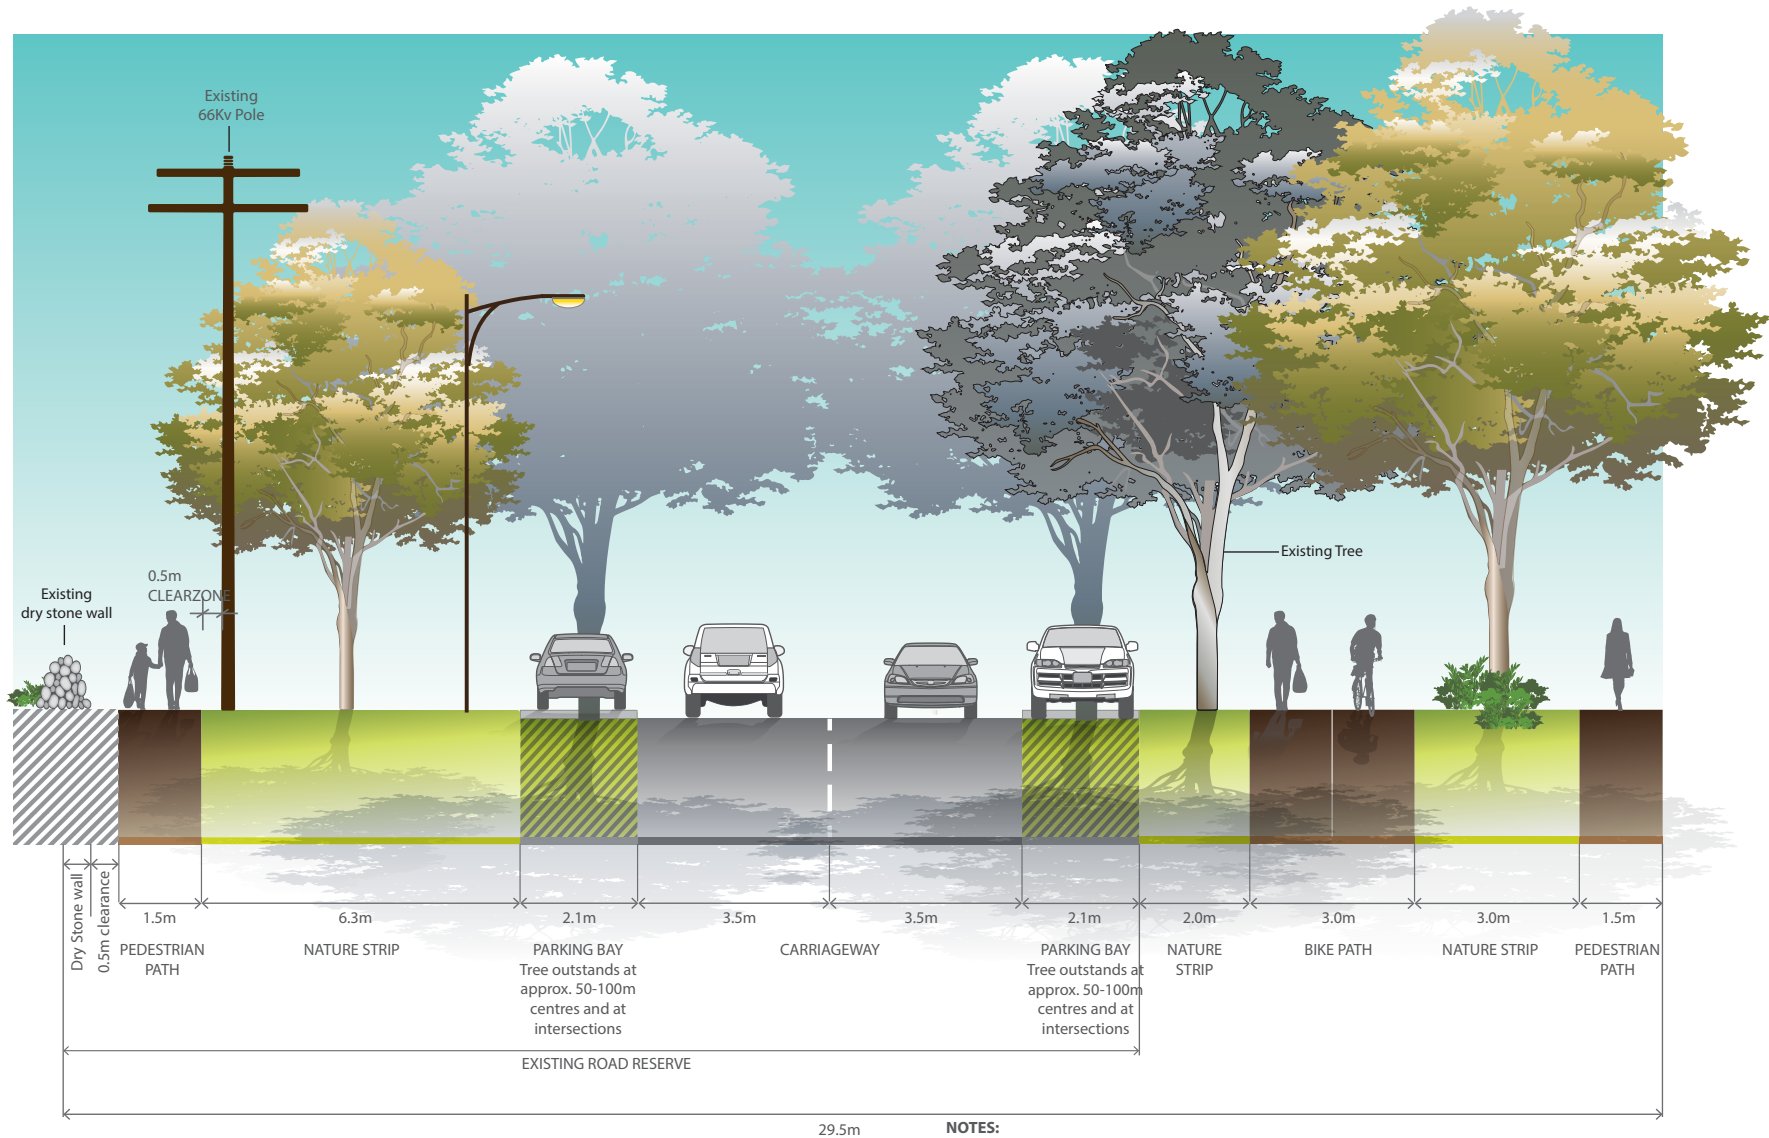 Existing
66Kv Pole
0.5m
CLEARZONE
Existing
dry stone wall
Existing Tree
Dry Stone wall
0.5m clearance
1.5m
6.3m
2.1m
3.5m
3.5m
2.1m
2.0m
3.0m
3.0m
1.5m
PEDESTRIAN
PATH
NATURE STRIP
PARKING BAY
Tree outstands at
approx. 50-100m
centres and at
intersections
CARRIAGEWAY
PARKING BAY
Tree outstands at
approx. 50-100m
centres and at
intersections
NATURE
STRIP
BIKE PATH
NATURE STRIP
PEDESTRIAN
PATH
EXISTING ROAD RESERVE
29.5m
NOTES: